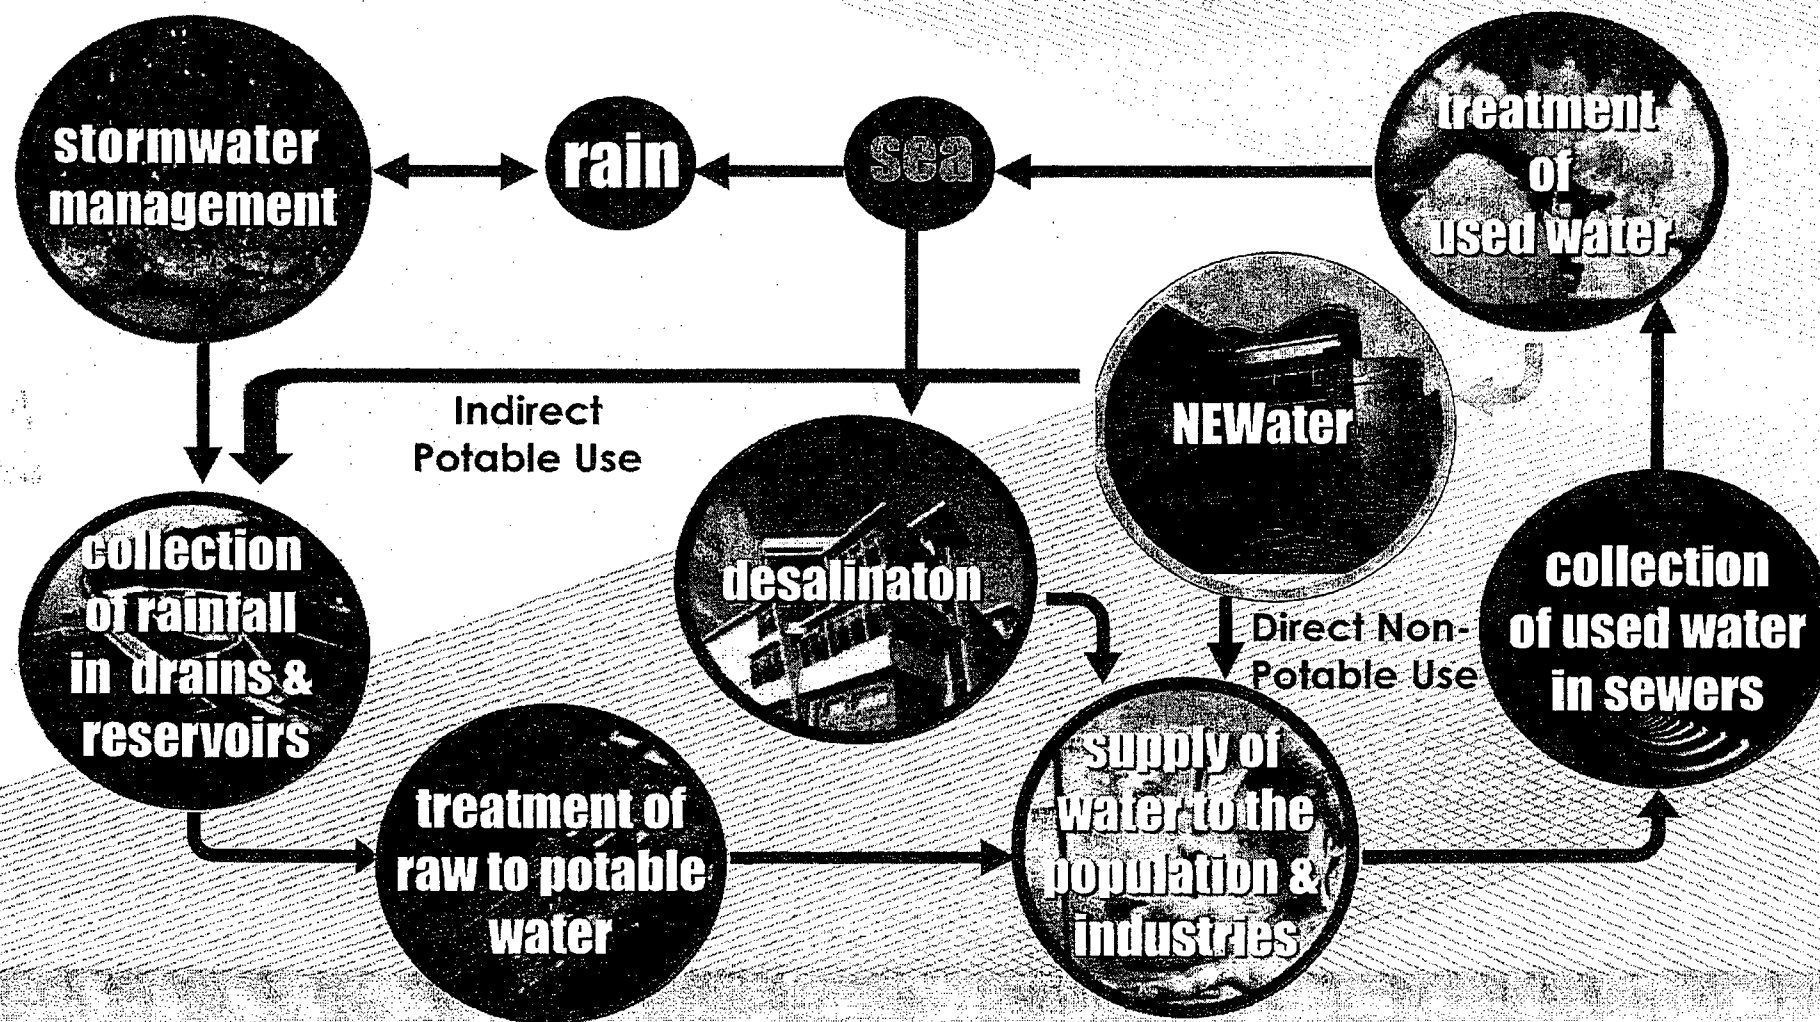 stormwater
management
rain
sea
treatment
of
used water
NEWater
Indirect
Potable Use
collection
of rainfall
in drains &
reservoirs
desalinaton
Direct Non-
Potable Use
collection
of used water
in sewers
treatment of
raw to potable
water
supply of
water to the
population &
industries